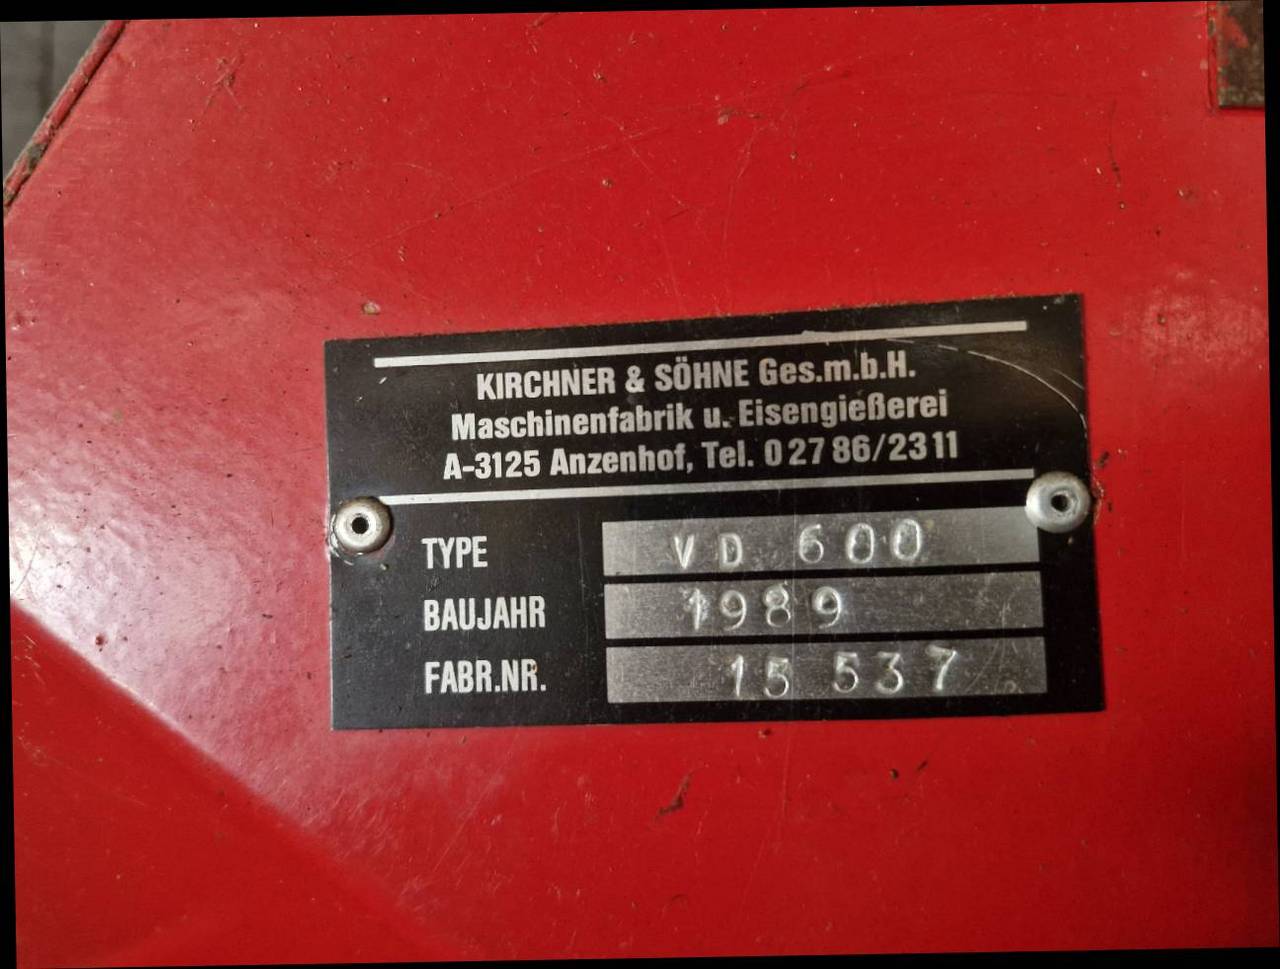 KIRCHNER & SÖHNE Ges.m.b.H.
Maschinenfabrik u. Eisengießerei
A-3125 Anzenhof, Tel. 0 27 86/23 11
TYPE VD 600
BAUJAHR 1989
FABR.NR. 15 537